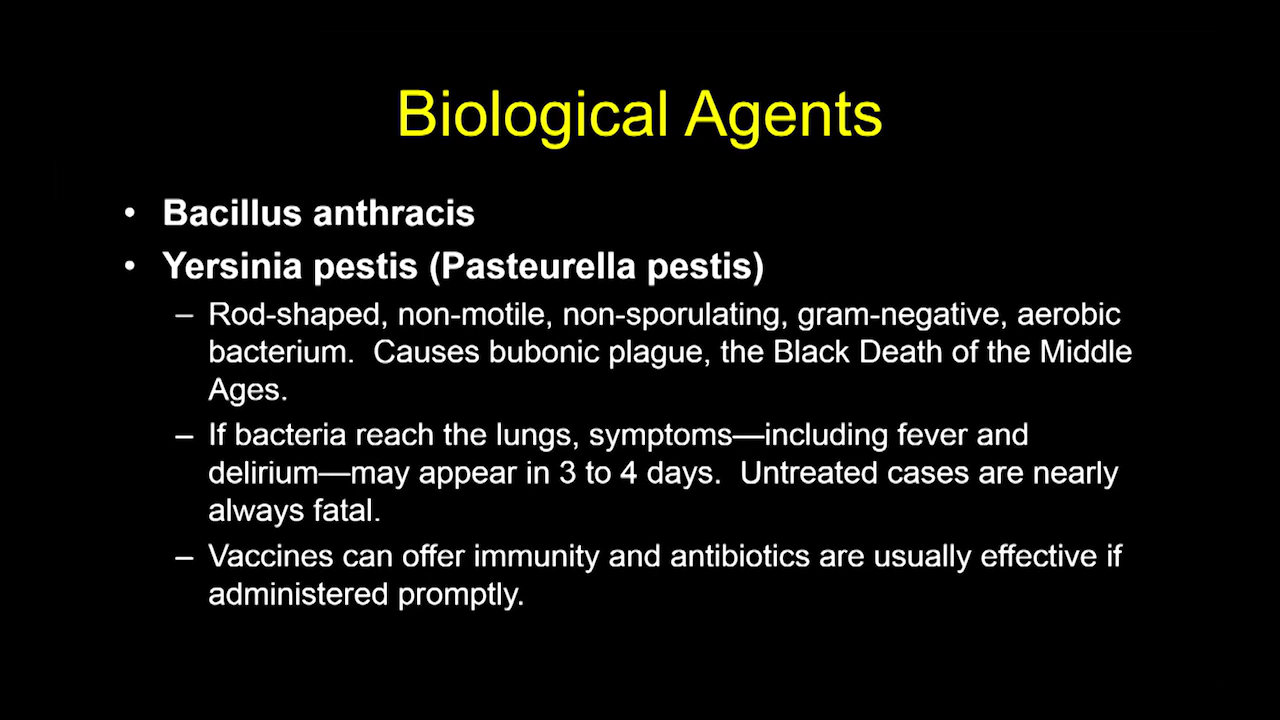 Biological Agents
• Bacillus anthracis
• Yersinia pestis (Pasteurella pestis)
– Rod-shaped, non-motile, non-sporulating, gram-negative, aerobic
bacterium.  Causes bubonic plague, the Black Death of the Middle
Ages.
– If bacteria reach the lungs, symptoms—including fever and
delirium—may appear in 3 to 4 days.  Untreated cases are nearly
always fatal.
– Vaccines can offer immunity and antibiotics are usually effective if
administered promptly.